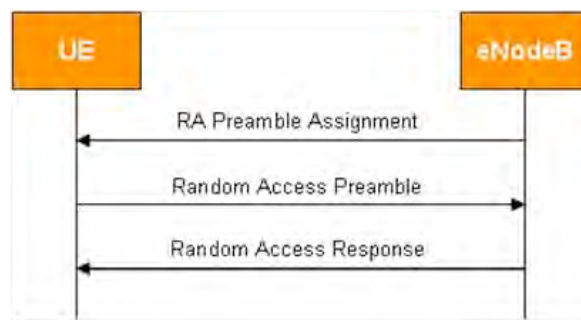 UE
eNodeB
RA Preamble Assignment
Random Access Preamble
Random Access Response